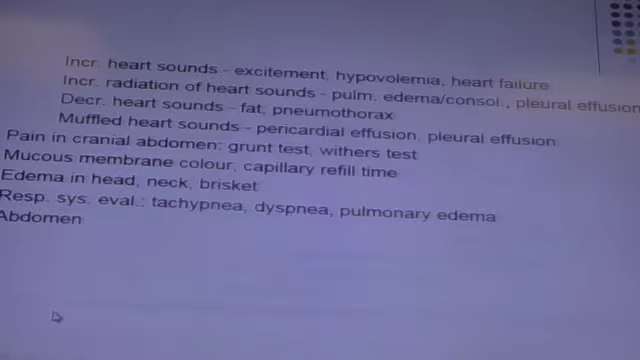 Incr. heart sounds - excitement, hypovolemia, heart failure
Incr. radiation of heart sounds - pulm. edema/consol., pleural effusion
Decr. heart sounds - fat, pneumothorax
Muffled heart sounds - pericardial effusion, pleural effusion
Pain in cranial abdomen: grunt test, withers test
Mucous membrane colour, capillary refill time
Edema in head, neck, brisket
Resp. sys. eval.: tachypnea, dyspnea, pulmonary edema
Abdomen